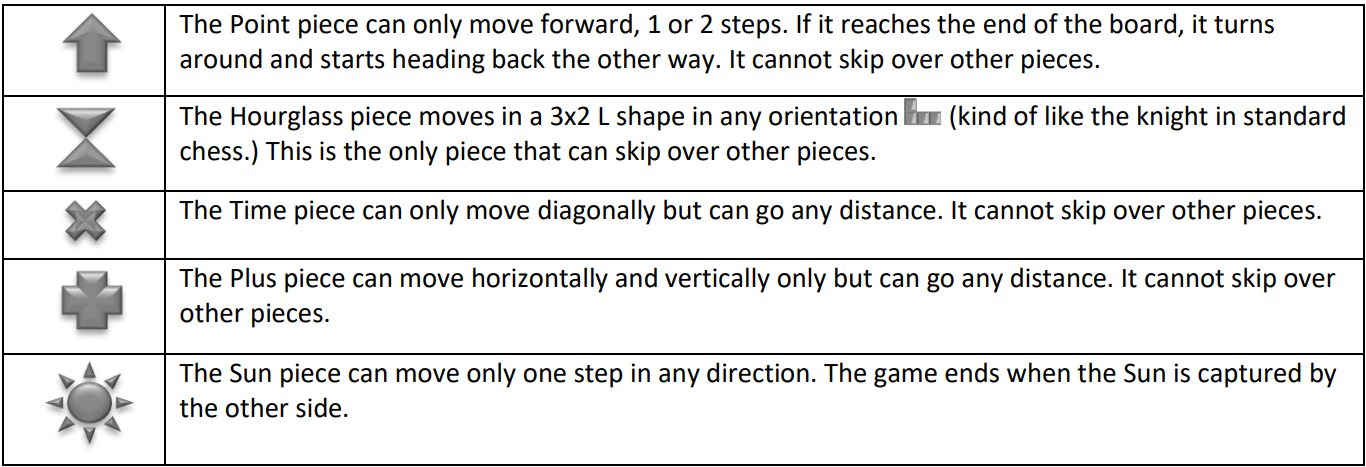 The Point piece can only move forward, 1 or 2 steps. If it reaches the end of the board, it turns
around and starts heading back the other way. It cannot skip over other pieces.
The Hourglass piece moves in a 3x2 L shape in any orientation (kind of like the knight in standard
chess.) This is the only piece that can skip over other pieces.
The Time piece can only move diagonally but can go any distance. It cannot skip over other pieces.
The Plus piece can move horizontally and vertically only but can go any distance. It cannot skip over
other pieces.
The Sun piece can move only one step in any direction. The game ends when the Sun is captured by
the other side.